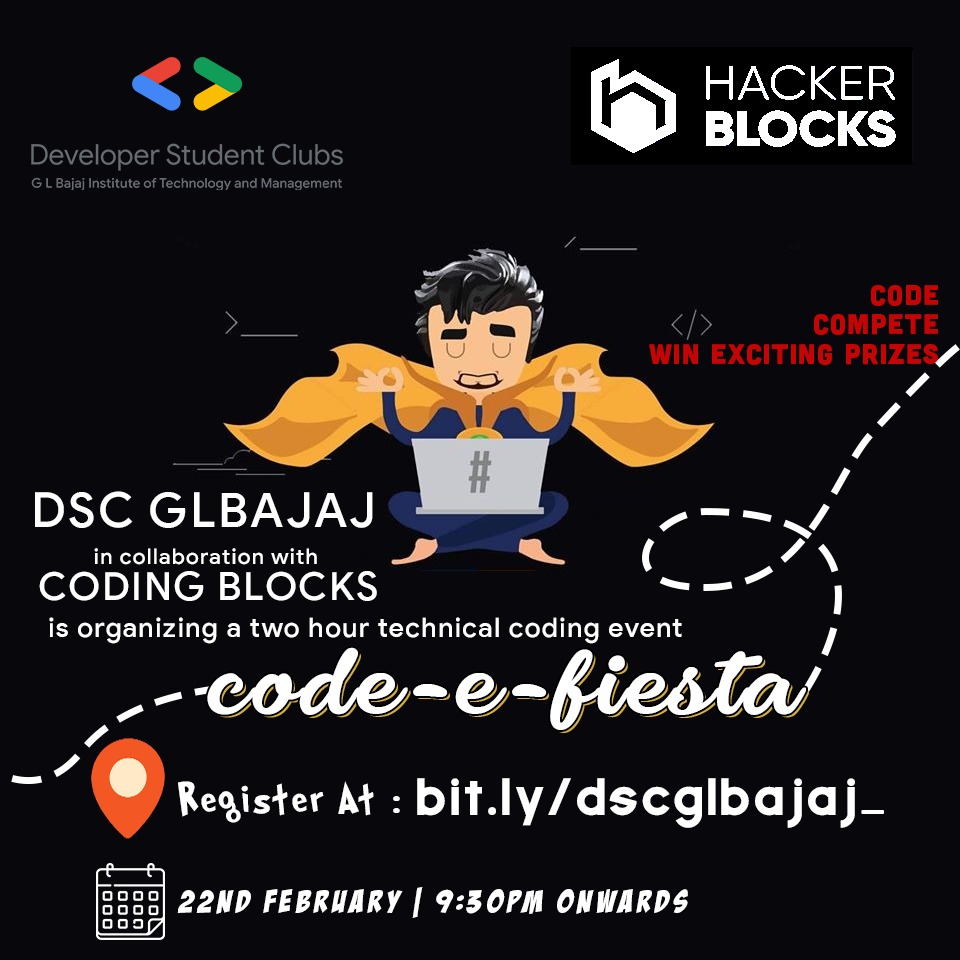 Developer Student Clubs
G L Bajaj Institute of Technology and Management
HACKER
BLOCKS
CODE
COMPETE
WIN EXCITING PRIZES
>
</>
#
DSC GLBAJAJ
in collaboration with
CODING BLOCKS
is organizing a two hour technical coding event
code-e-fiesta
Register At : bit.ly/dscglbajaj_
22ND FEBRUARY | 9:30PM ONWARDS